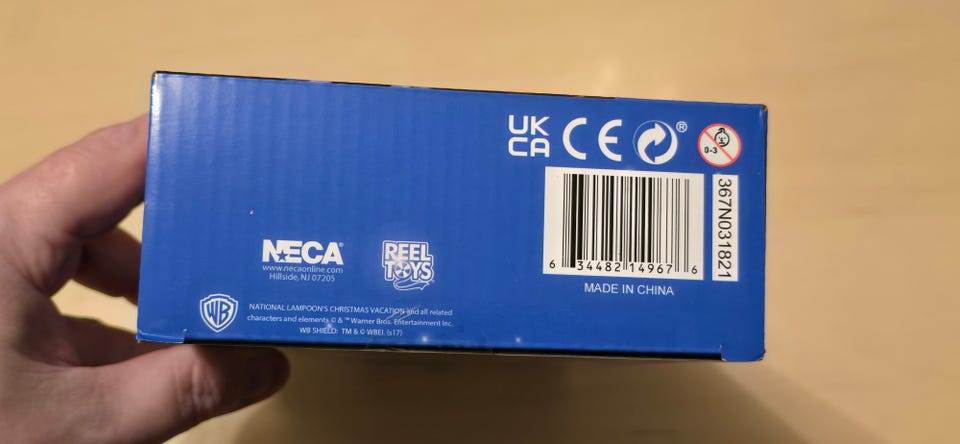 UK
CA
CE
®
0-3
367N031821
6 34482 14967 6
MADE IN CHINA
NECA®
www.necaonline.com
Hillside, NJ 07205
REEL
TOYS
WB
NATIONAL LAMPOON'S CHRISTMAS VACATION and all related
characters and elements © & ™ Warner Bros. Entertainment Inc.
WB SHIELD: TM & © WBEI. (s17)